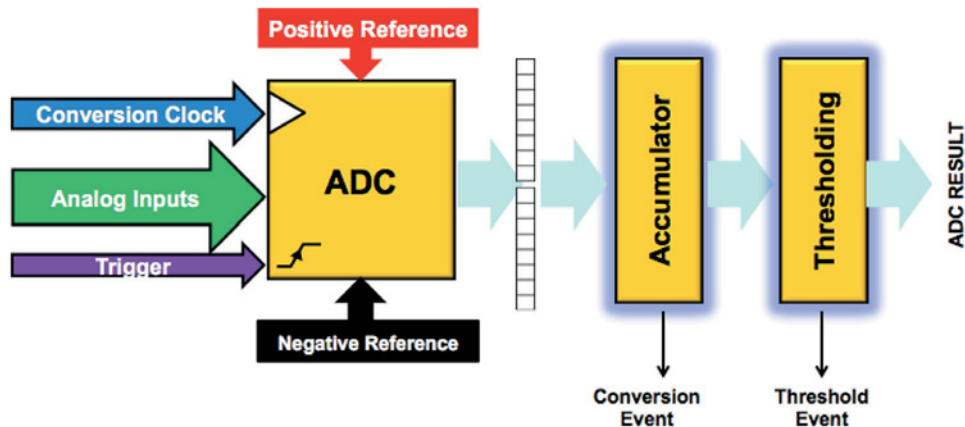 Positive Reference
Conversion Clock
Analog Inputs
Trigger
ADC
Negative Reference
Accumulator
Thresholding
ADC RESULT
Conversion
Event
Threshold
Event